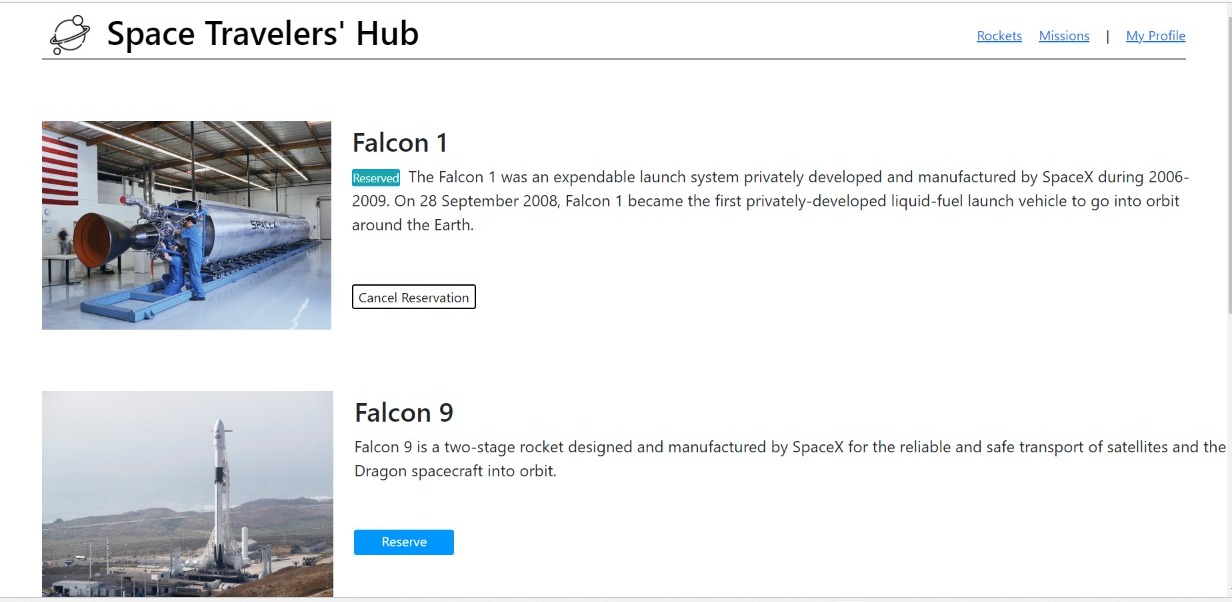 Space Travelers' Hub
Rockets Missions | My Profile
SPACEX
Falcon 1
Reserved The Falcon 1 was an expendable launch system privately developed and manufactured by SpaceX during 2006-
2009. On 28 September 2008, Falcon 1 became the first privately-developed liquid-fuel launch vehicle to go into orbit
around the Earth.
Cancel Reservation
Falcon 9
Falcon 9 is a two-stage rocket designed and manufactured by SpaceX for the reliable and safe transport of satellites and the
Dragon spacecraft into orbit.
Reserve